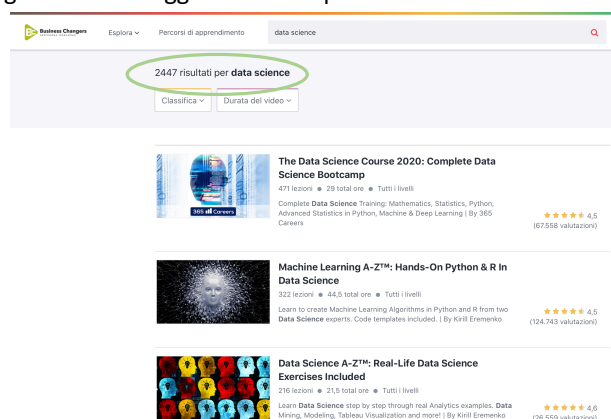 Business Changers
Esplora
Percorsi di apprendimento
data science
2447 risultati per data science
Classifica
Durata del video
The Data Science Course 2020: Complete Data
Science Bootcamp
471 lezioni ● 29 total ore ● Tutti i livelli
Complete Data Science Training: Mathematics, Statistics, Python,
Advanced Statistics in Python, Machine & Deep Learning | By 365
Careers
4,5
(67.558 valutazioni)
365 Careers
Machine Learning A-Z™: Hands-On Python & R In
Data Science
322 lezioni ● 44,5 total ore ● Tutti i livelli
Learn to create Machine Learning Algorithms in Python and R from two
Data Science experts. Code templates included. | By Kirill Eremenko
4,5
(124.743 valutazioni)
Data Science A-Z™: Real-Life Data Science
Exercises Included
216 lezioni ● 21,5 total ore ● Tutti i livelli
Learn Data Science step by step through real Analytics examples. Data
Mining, Modeling, Tableau Visualization and more! | By Kirill Eremenko
4,6
(26.559 valutazioni)